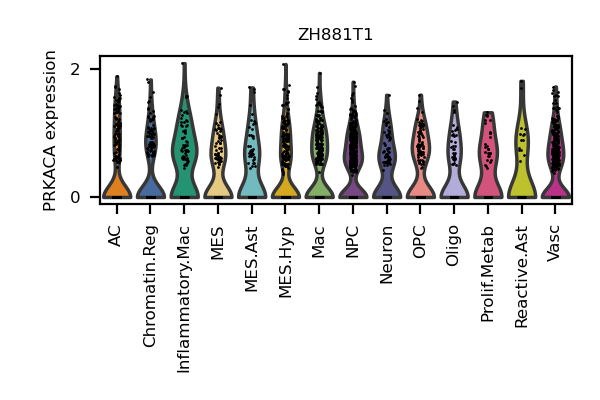 ZH881T1
PRKACA expression
2
0
AC
Chromatin.Reg
Inflammatory.Mac
MES
MES.Ast
MES.Hyp
Mac
NPC
Neuron
OPC
Oligo
Prolif.Metab
Reactive.Ast
Vasc